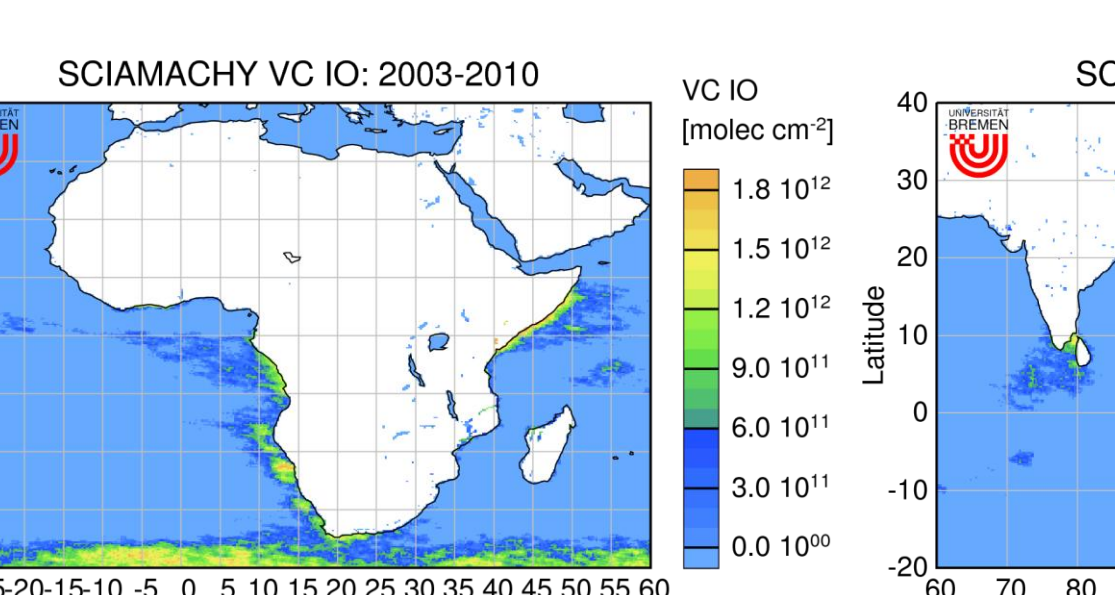 SCIAMACHY VC IO: 2003-2010
VC IO
[molec cm⁻²]
1.8 10¹²
1.5 10¹²
1.2 10¹²
9.0 10¹¹
6.0 10¹¹
3.0 10¹¹
0.0 10⁰⁰
-20 -15 -10 -5 0 5 10 15 20 25 30 35 40 45 50 55 60
UNIVERSITÄT
BREMEN
Latitude
40
30
20
10
0
-10
-20
60 70 80